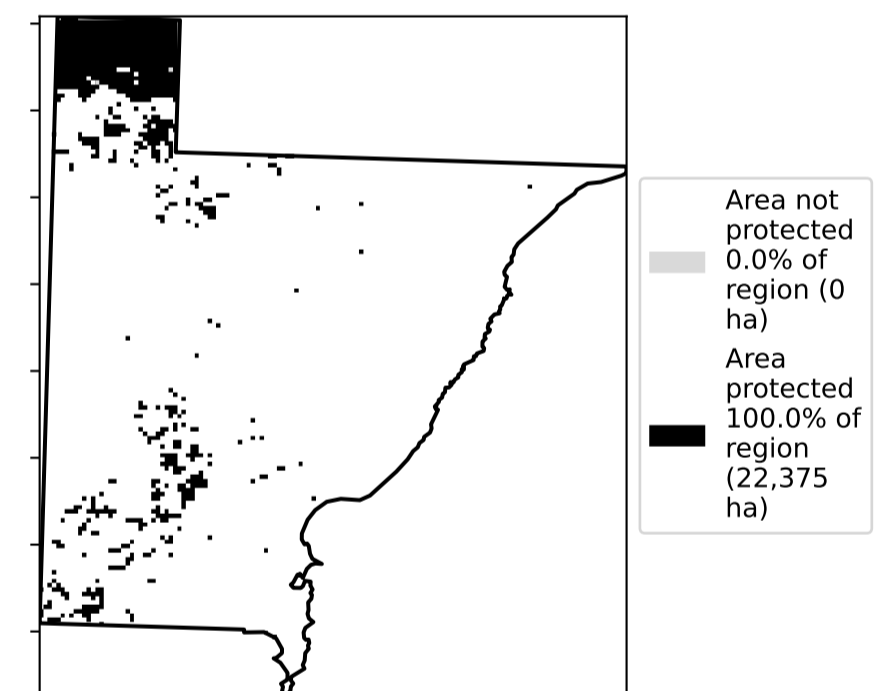 Area not
protected
0.0% of
region (0
ha)
Area
protected
100.0% of
region
(22,375
ha)